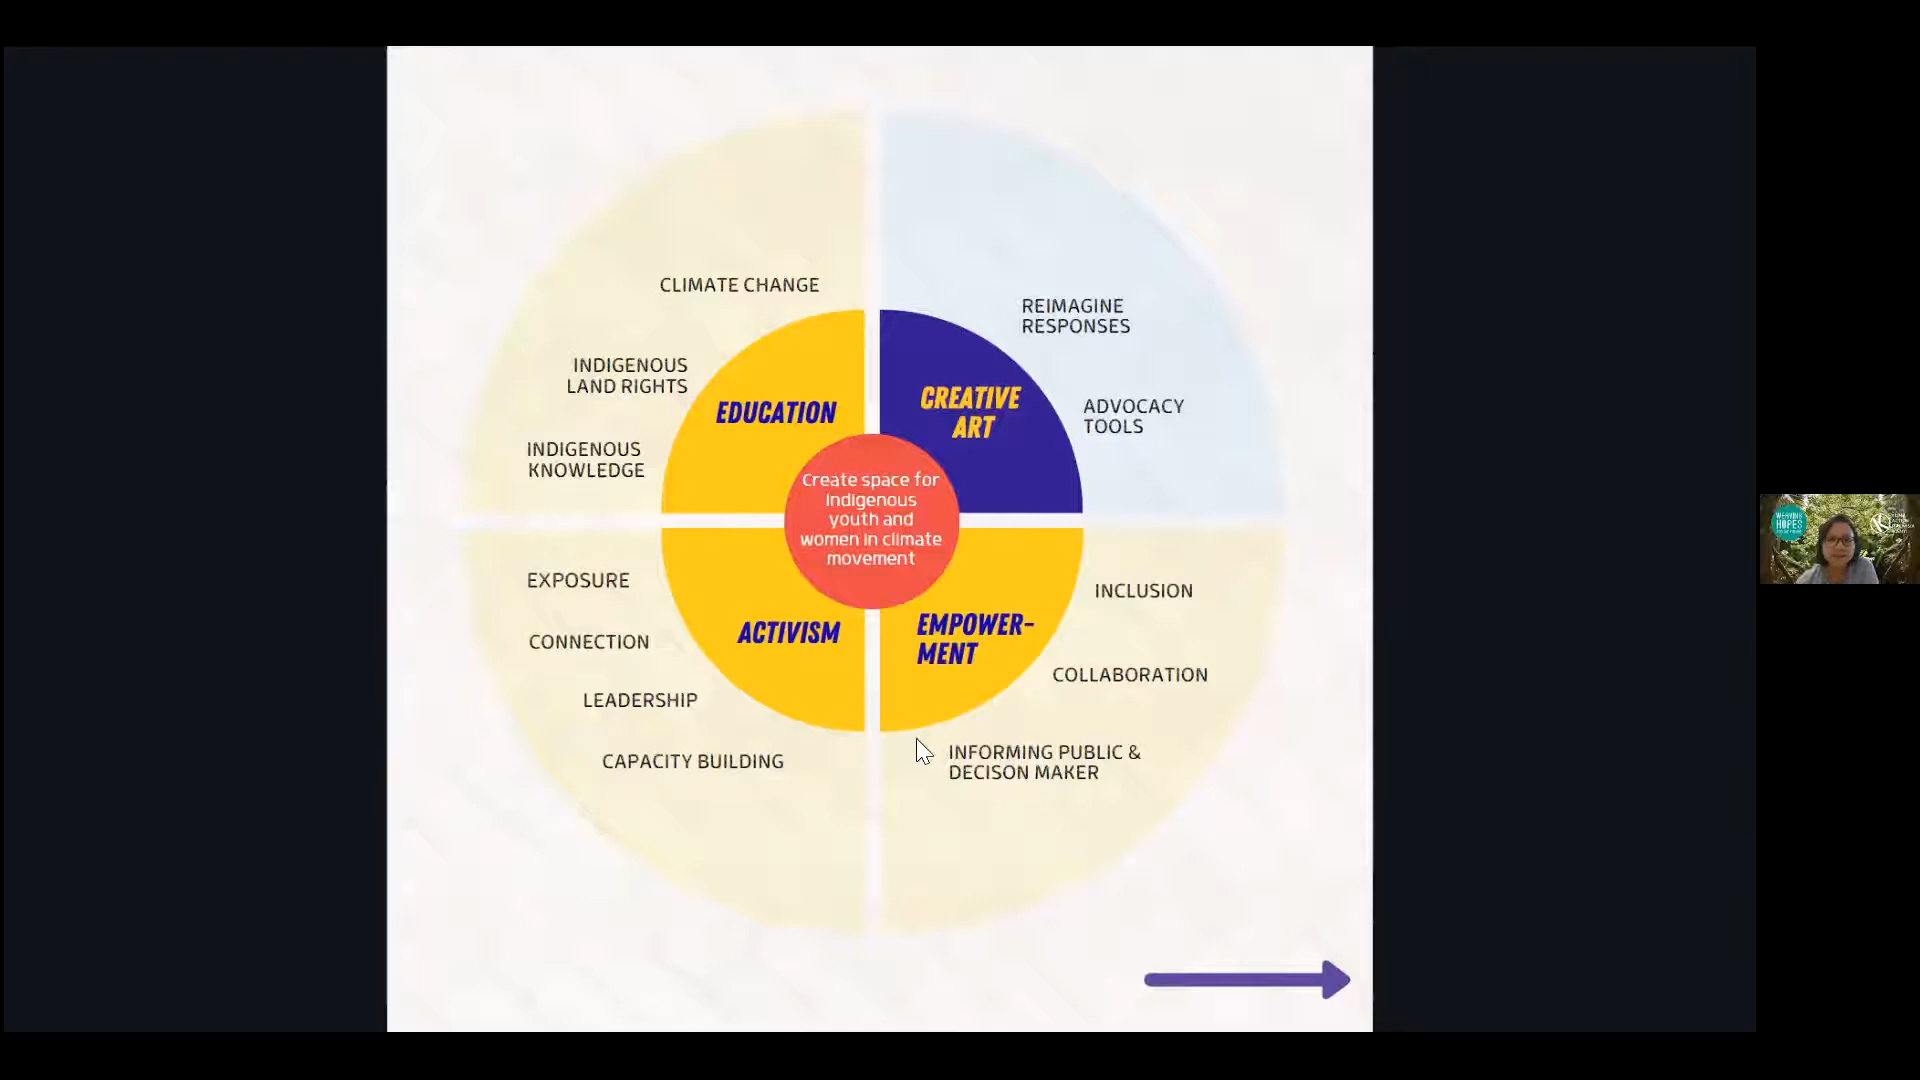 CLIMATE CHANGE
INDIGENOUS
LAND RIGHTS
INDIGENOUS
KNOWLEDGE
EDUCATION
REIMAGINE
RESPONSES
ADVOCACY
TOOLS
CREATIVE
ART
Create space for
Indigenous
youth and
women in climate
movement
EXPOSURE
CONNECTION
LEADERSHIP
CAPACITY BUILDING
ACTIVISM
EMPOWER-
MENT
INCLUSION
COLLABORATION
INFORMING PUBLIC &
DECISON MAKER
WEAVING
HOPES